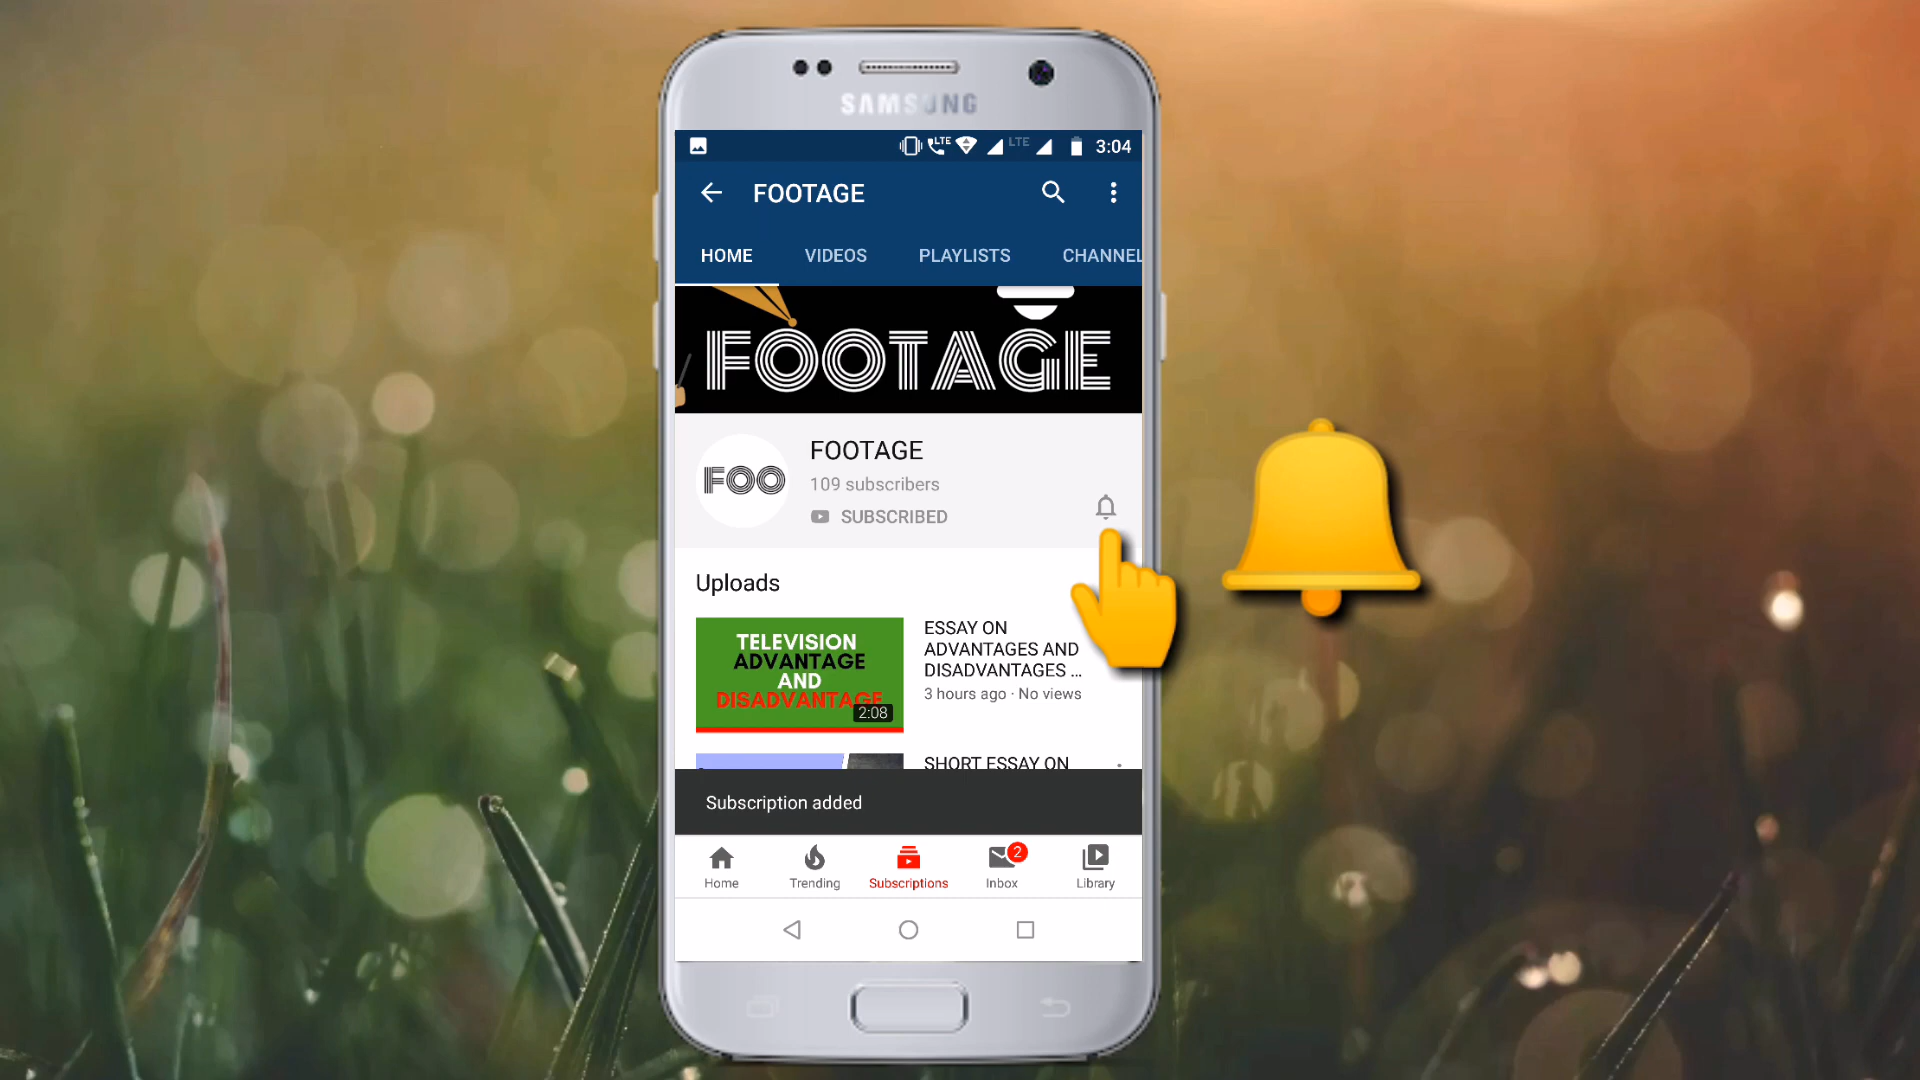 SAMSUNG
LTE LTE 3:04
FOOTAGE
HOME VIDEOS PLAYLISTS CHANNEL
FOOTAGE
FOO
FOOTAGE
109 subscribers
SUBSCRIBED
Uploads
TELEVISION
ADVANTAGE
AND
DISADVANTAGE
2:08
ESSAY ON
ADVANTAGES AND
DISADVANTAGES ...
3 hours ago · No views
SHORT ESSAY ON
Subscription added
2
Home Trending Subscriptions Inbox Library